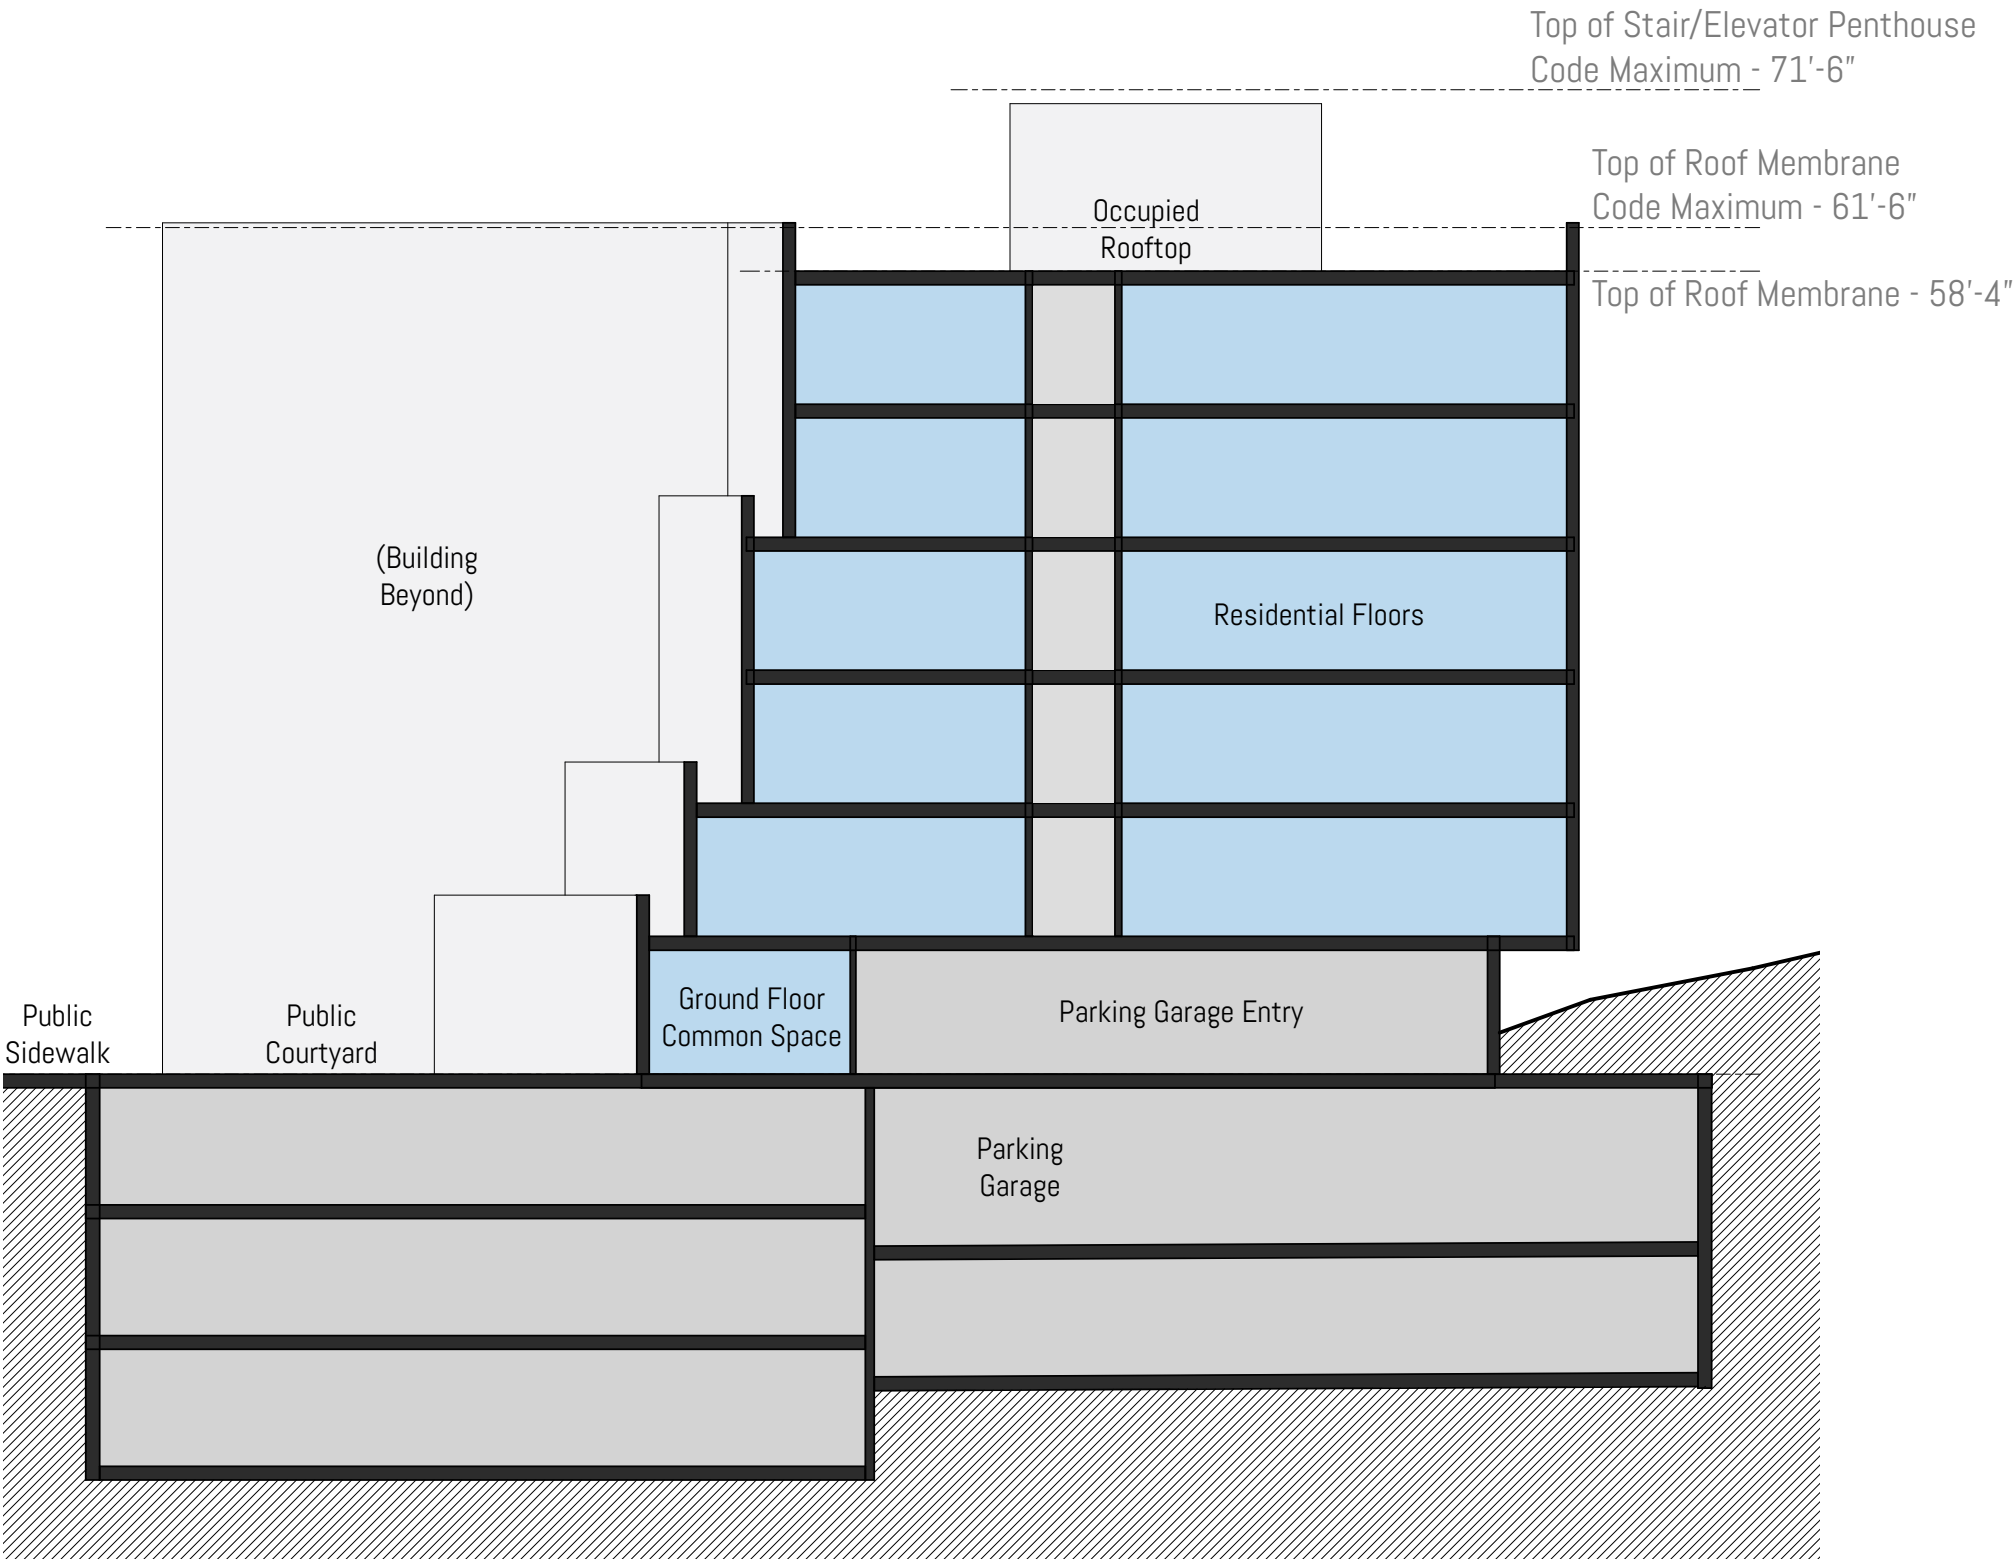 Top of Stair/Elevator Penthouse
Code Maximum - 71'-6"
Top of Roof Membrane
Code Maximum - 61'-6"
Occupied
Rooftop
Top of Roof Membrane - 58'-4"
(Building
Beyond)
Residential Floors
Ground Floor
Common Space
Parking Garage Entry
Public
Sidewalk
Public
Courtyard
Parking
Garage